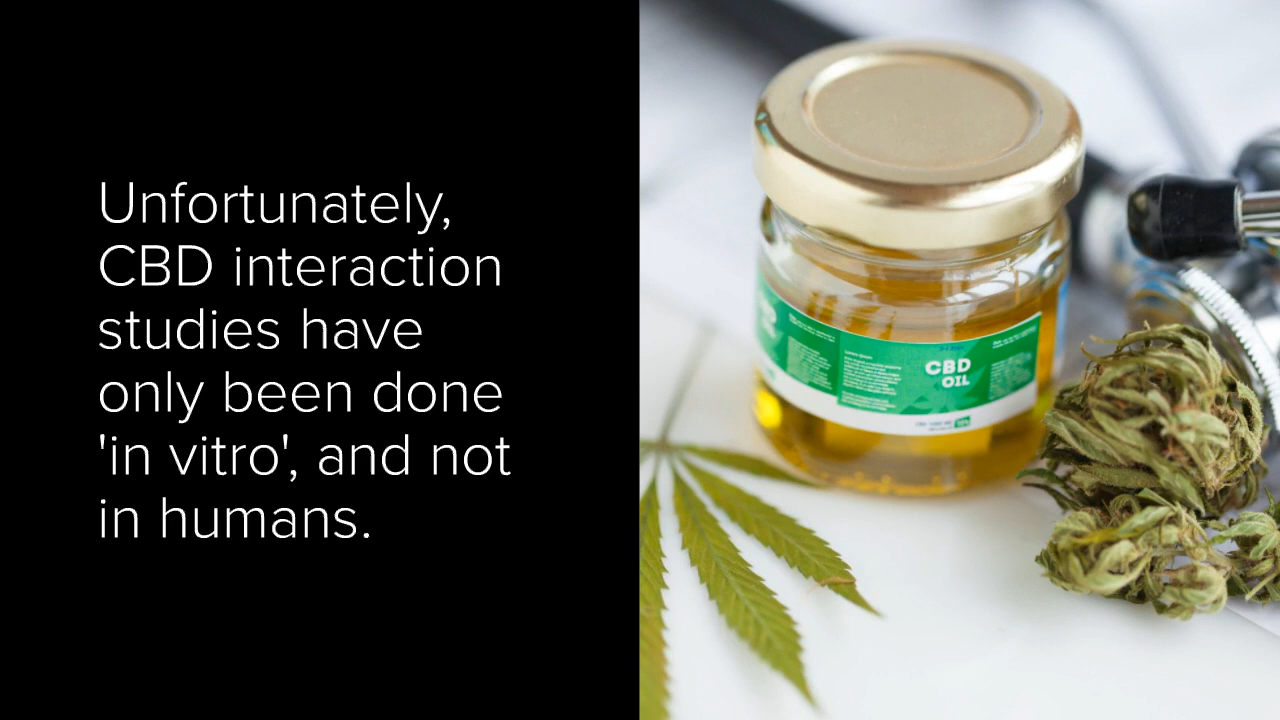 Unfortunately,
CBD interaction
studies have
only been done
'in vitro', and not
in humans.
CBD
OIL